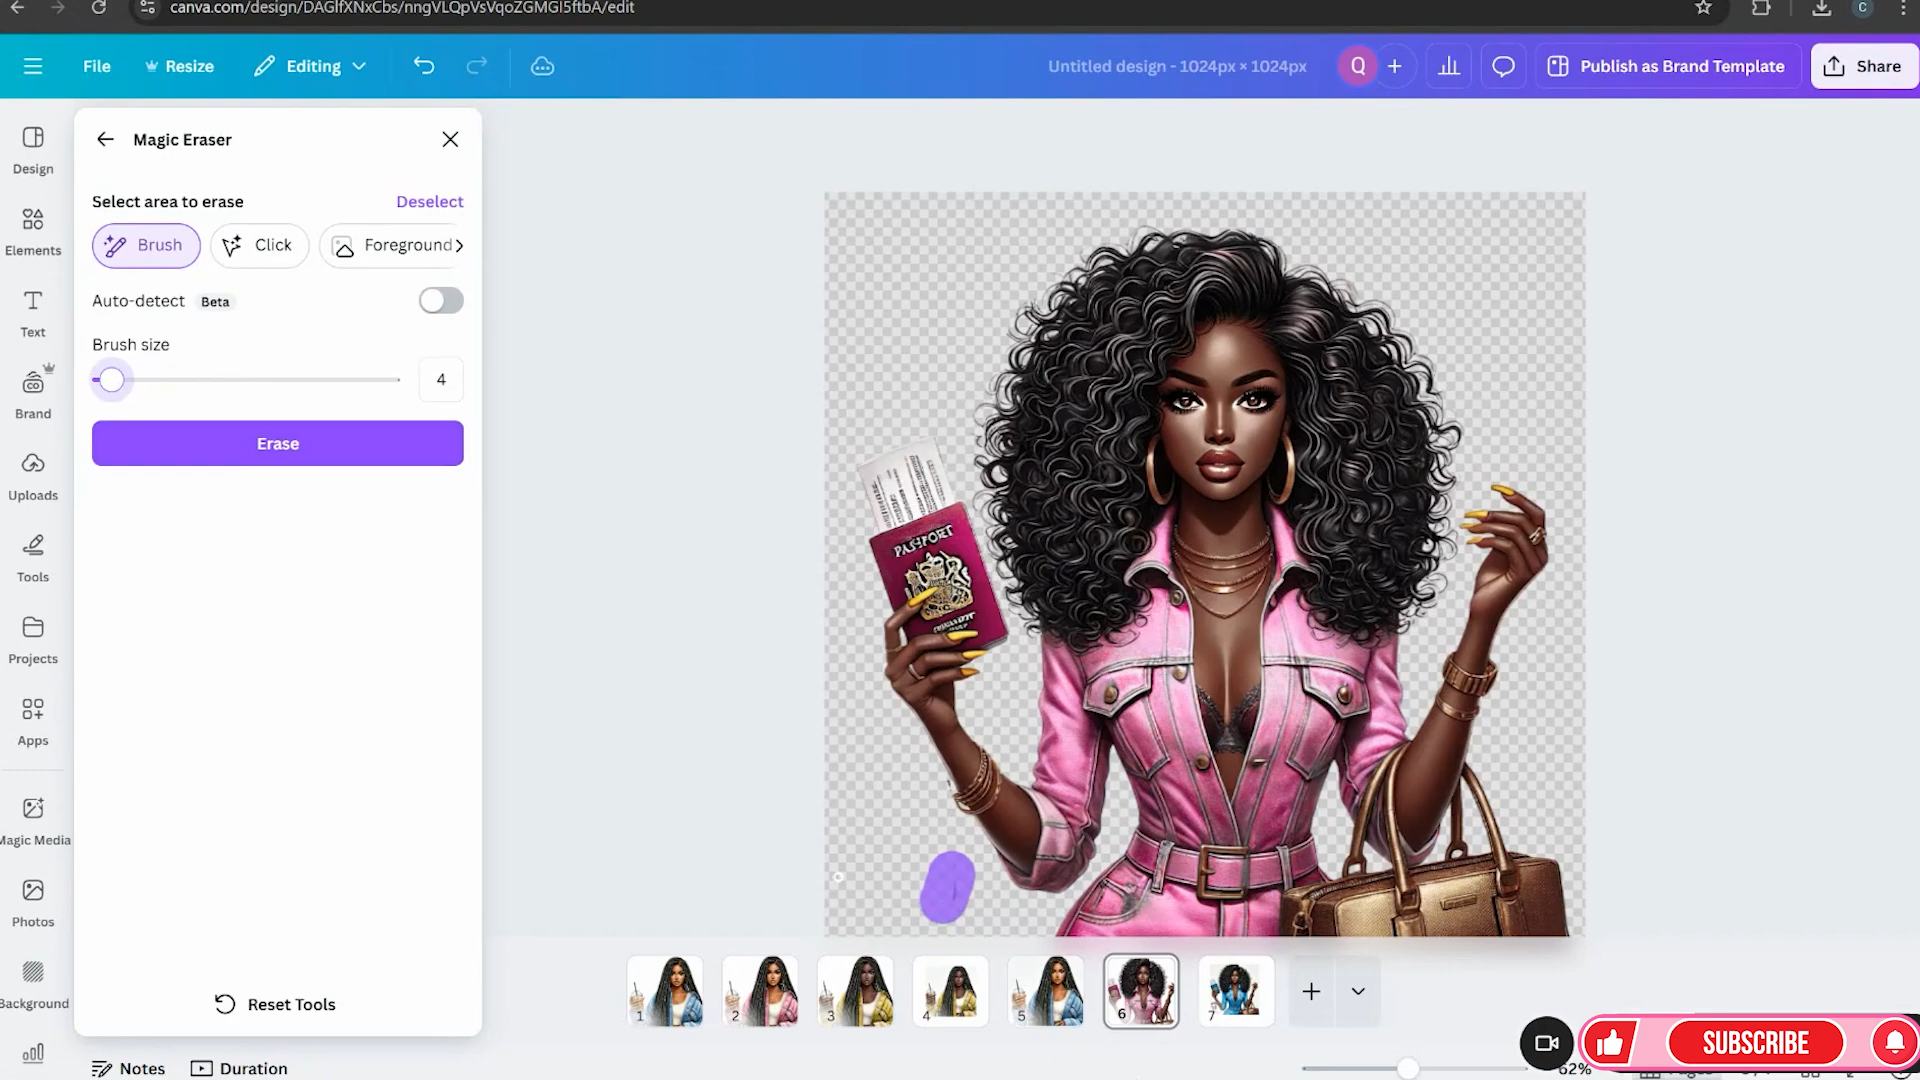 canva.com/design/DAGlfXNxCbs/nngVLQpVsVqoZGMGI5ftbA/edit
C
File
Resize
Editing
Untitled design - 1024px × 1024px
Q
Publish as Brand Template
Share
Design
Elements
Text
Brand
Uploads
Tools
Projects
Apps
Magic Media
Photos
Background
Magic Eraser
Select area to erase
Deselect
Brush
Click
Foreground
Auto-detect
Beta
Brush size
4
Erase
Reset Tools
1
2
3
4
5
6
7
SUBSCRIBE
Notes
Duration
62%